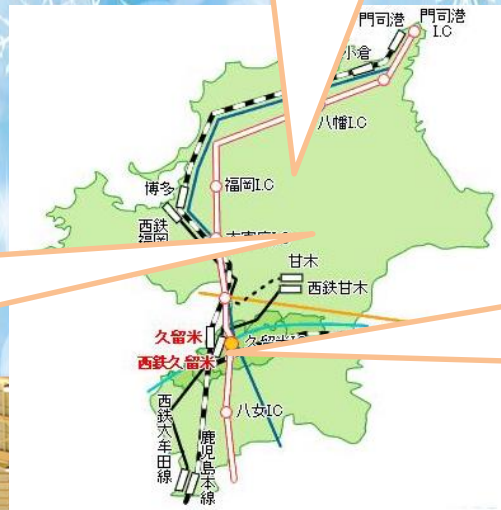 門司港
門司港
I.C
小倉
八幡I.C
博多
福岡I.C
西鉄
福岡
甘木
西鉄甘木
久留米
西鉄久留米
八女IC
西鉄大牟田線
鹿児島本線